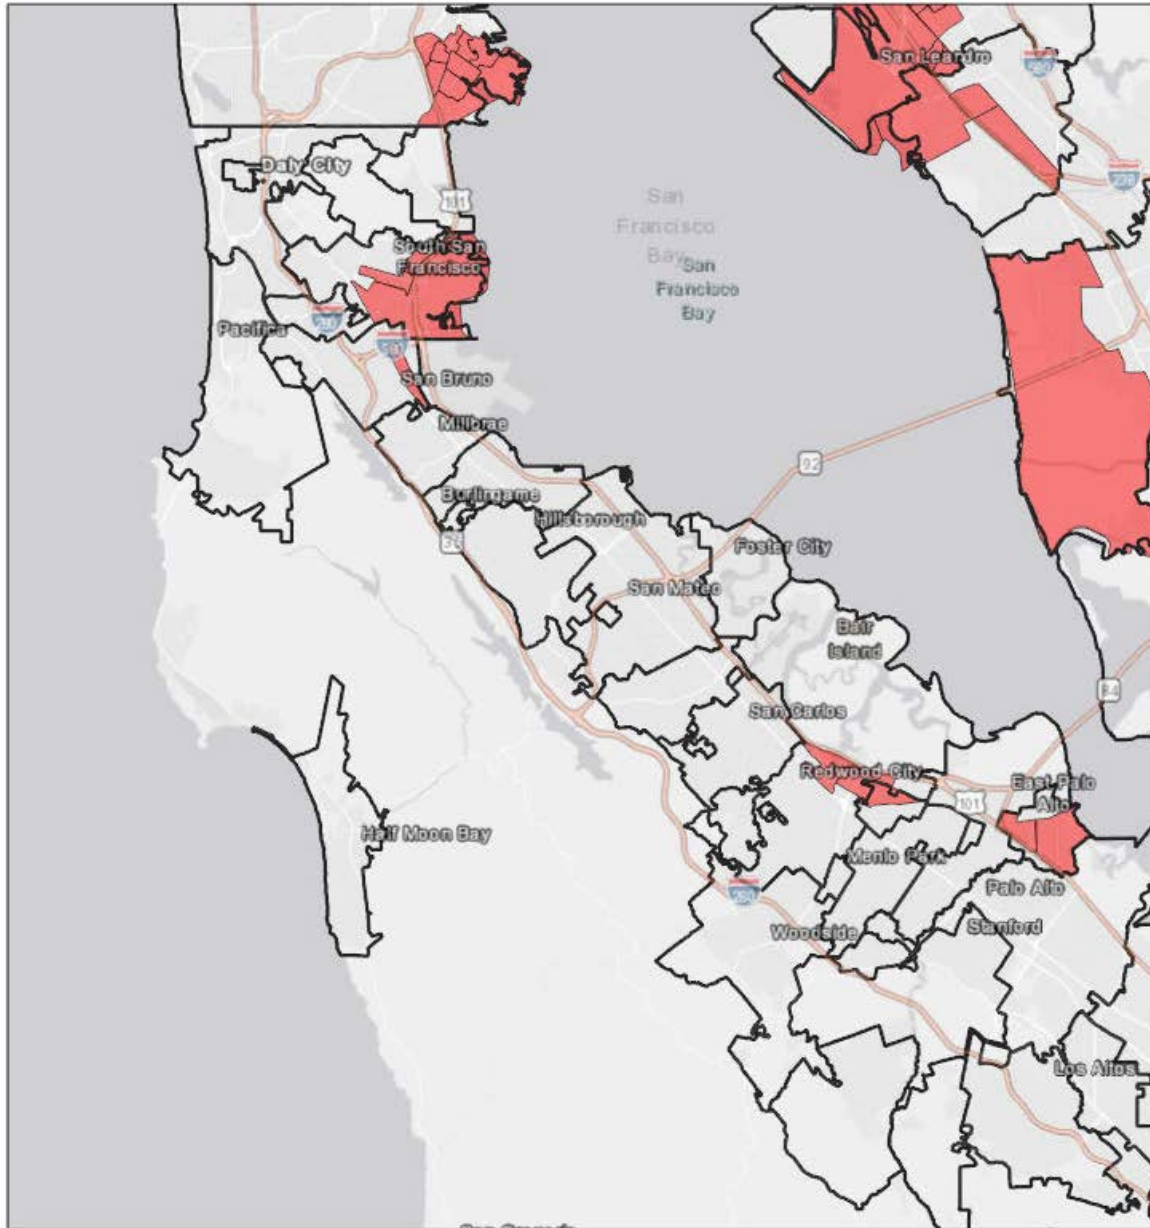 San Leandro
238
Daly City
101
San
Francisco
Bay
South San
Francisco
San
Francisco
Bay
280
Pacifica
San Bruno
Millbrae
92
Burlingame
Hillsborough
Foster City
San Mateo
Bair
Island
84
San Carlos
Redwood City
East Palo
Alto
101
Half Moon Bay
Menlo Park
280
Palo Alto
Woodside
Stanford
Los Altos